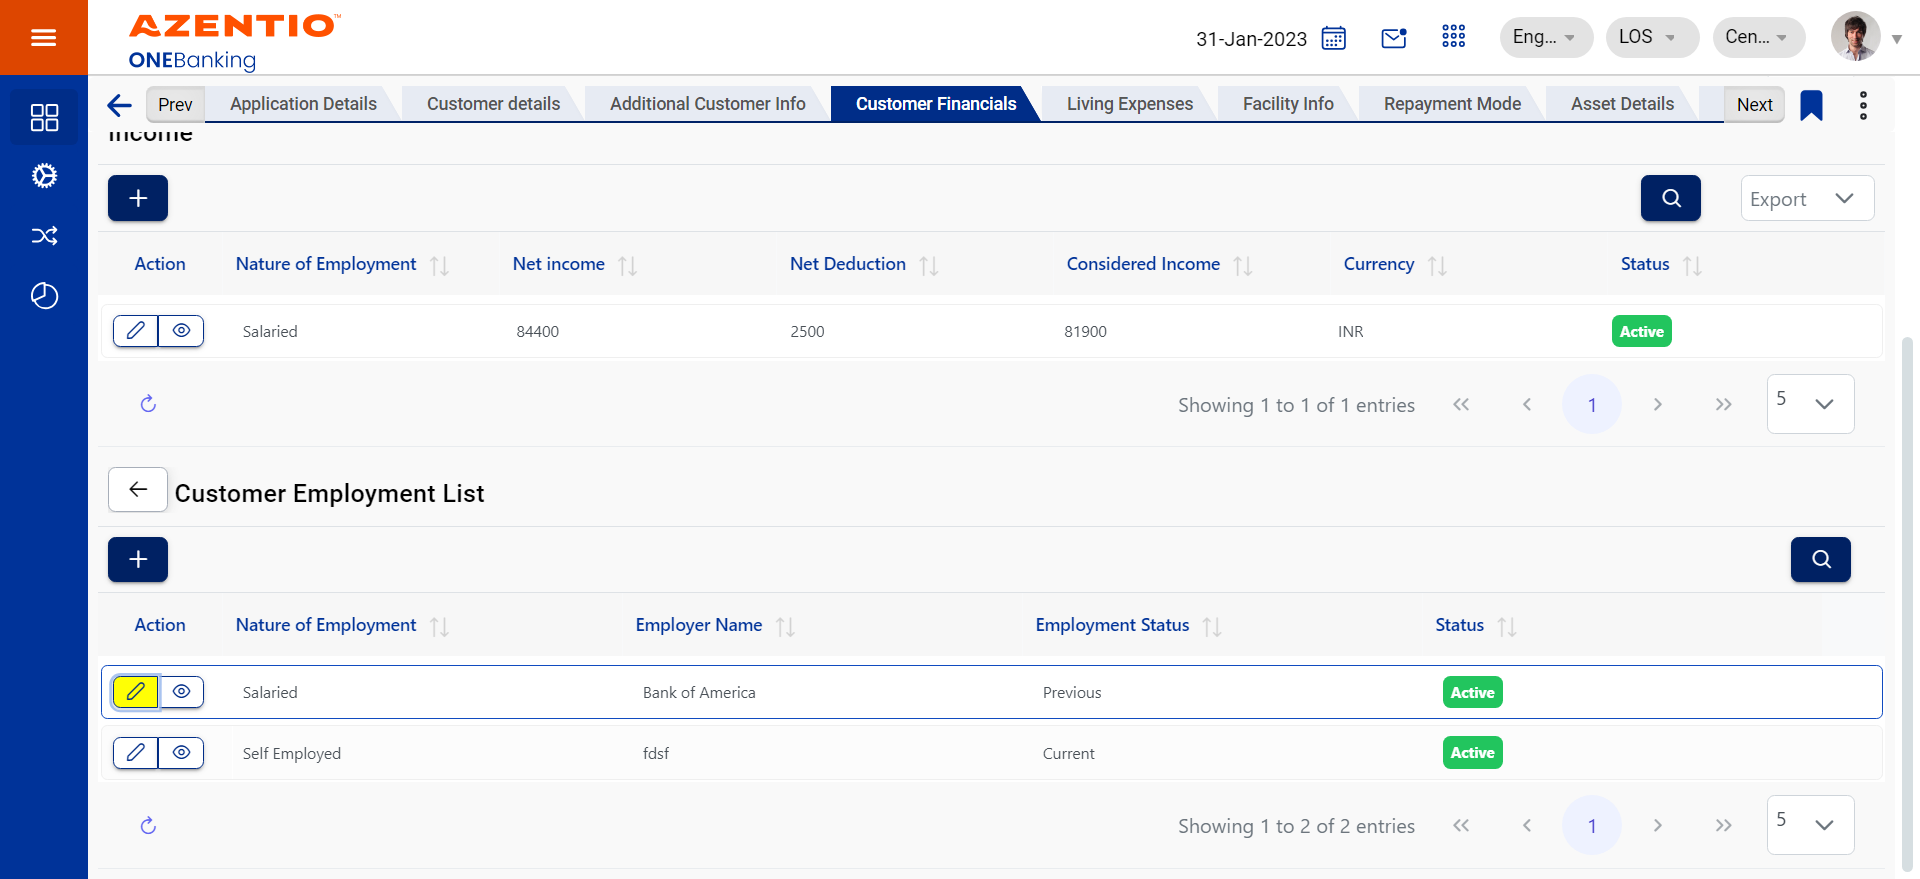 AZENTIO™
ONEBanking
31-Jan-2023
Eng...
LOS
Cen...
Prev
Application Details
Customer details
Additional Customer Info
Customer Financials
Living Expenses
Facility Info
Repayment Mode
Asset Details
Next
Income
Export
Action Nature of Employment Net income Net Deduction Considered Income Currency Status
Salaried 84400 2500 81900 INR Active
Showing 1 to 1 of 1 entries 1 5
Customer Employment List
Action Nature of Employment Employer Name Employment Status Status
Salaried Bank of America Previous Active
Self Employed fdsf Current Active
Showing 1 to 2 of 2 entries 1 5